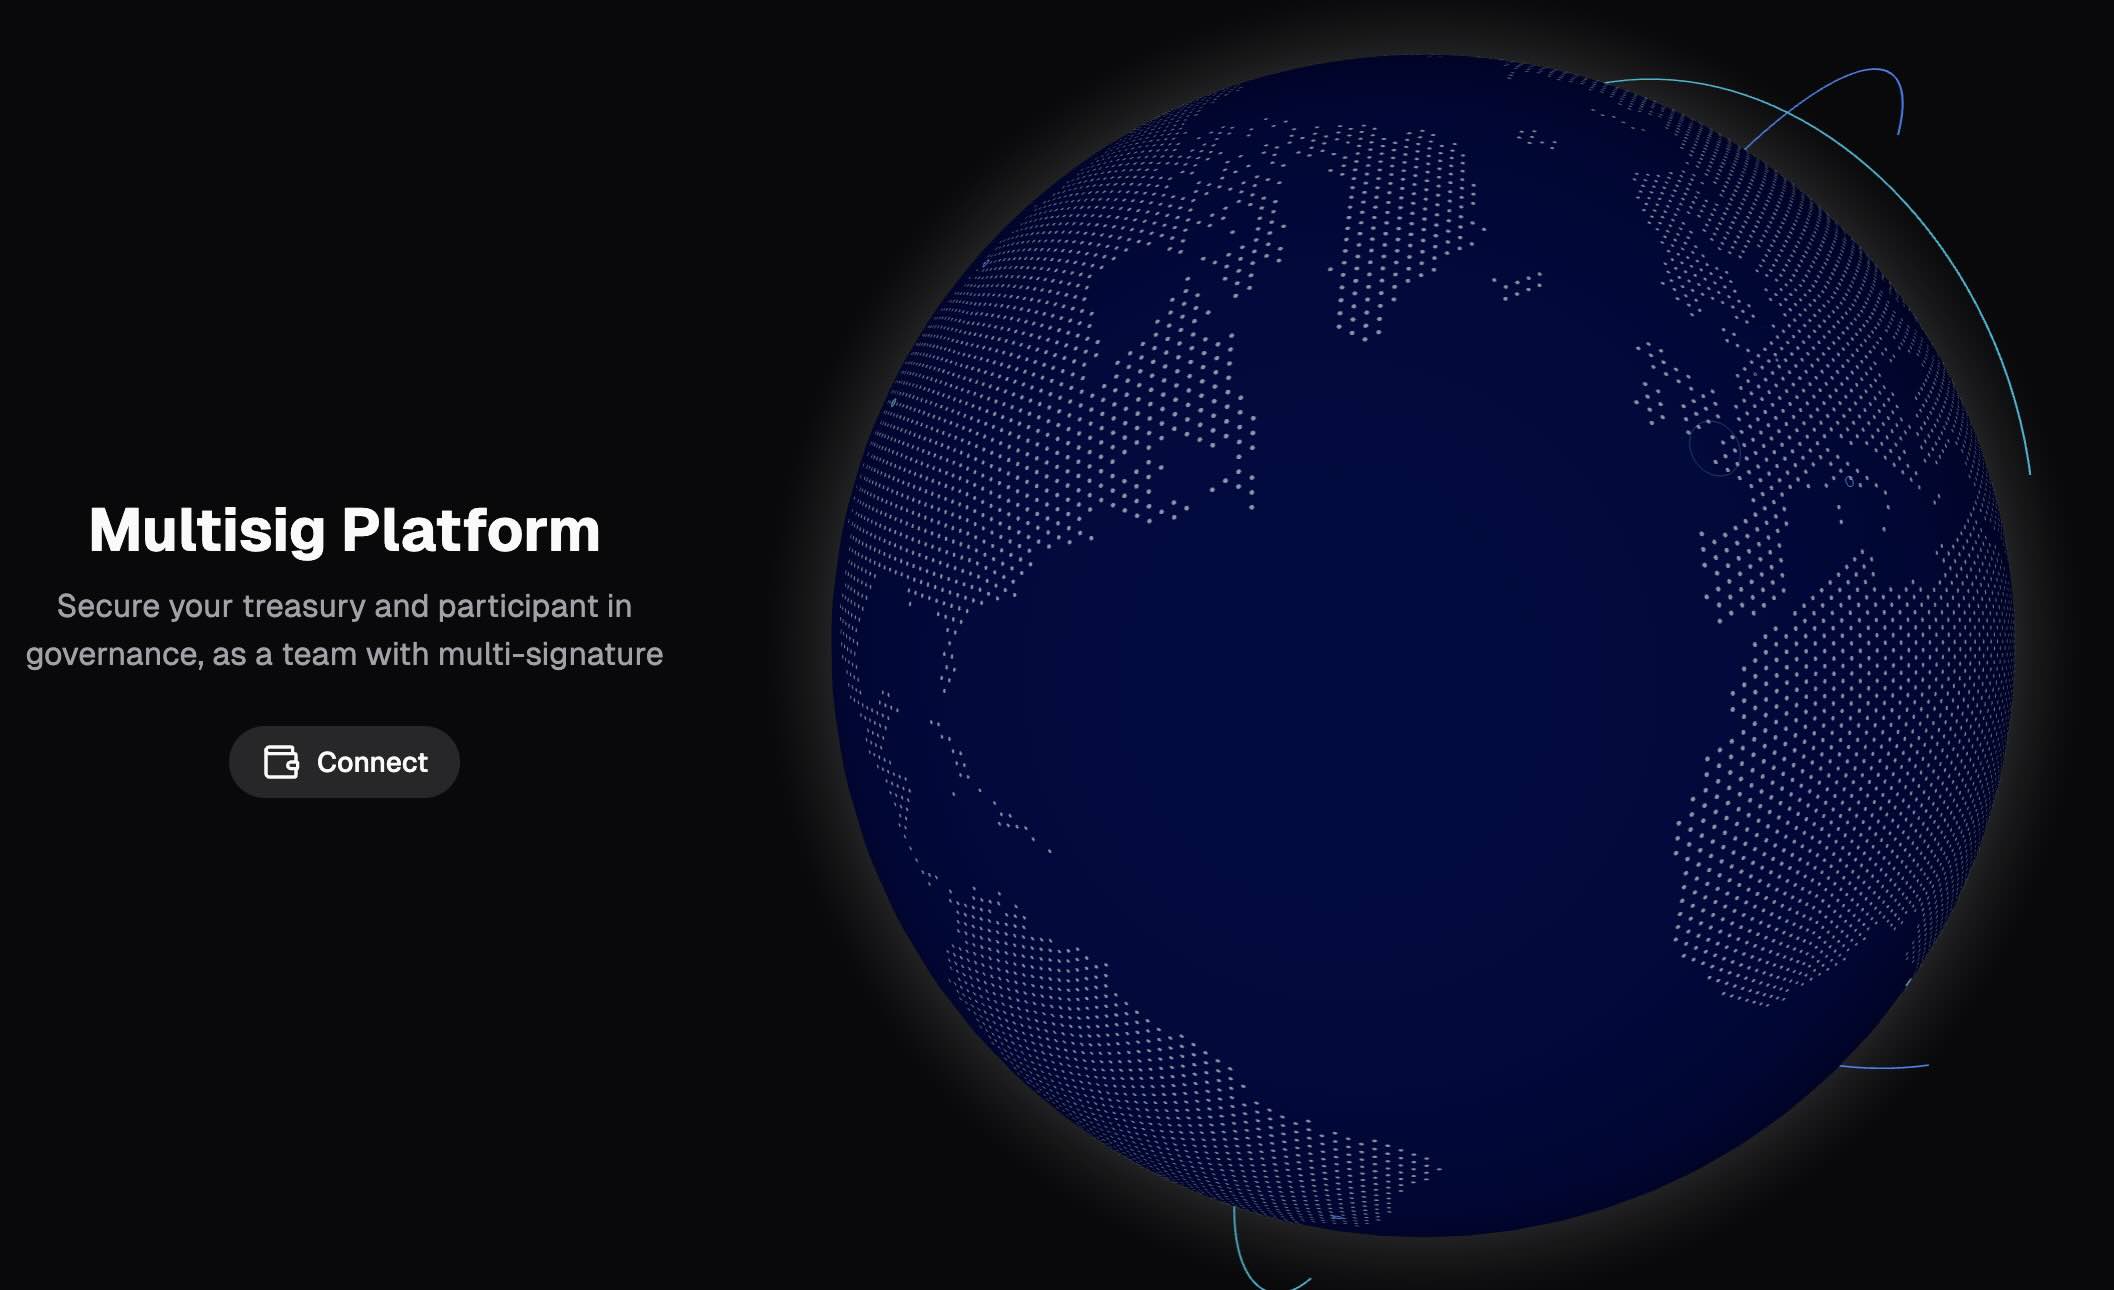 Multisig Platform
Secure your treasury and participant in
governance, as a team with multi-signature
Connect